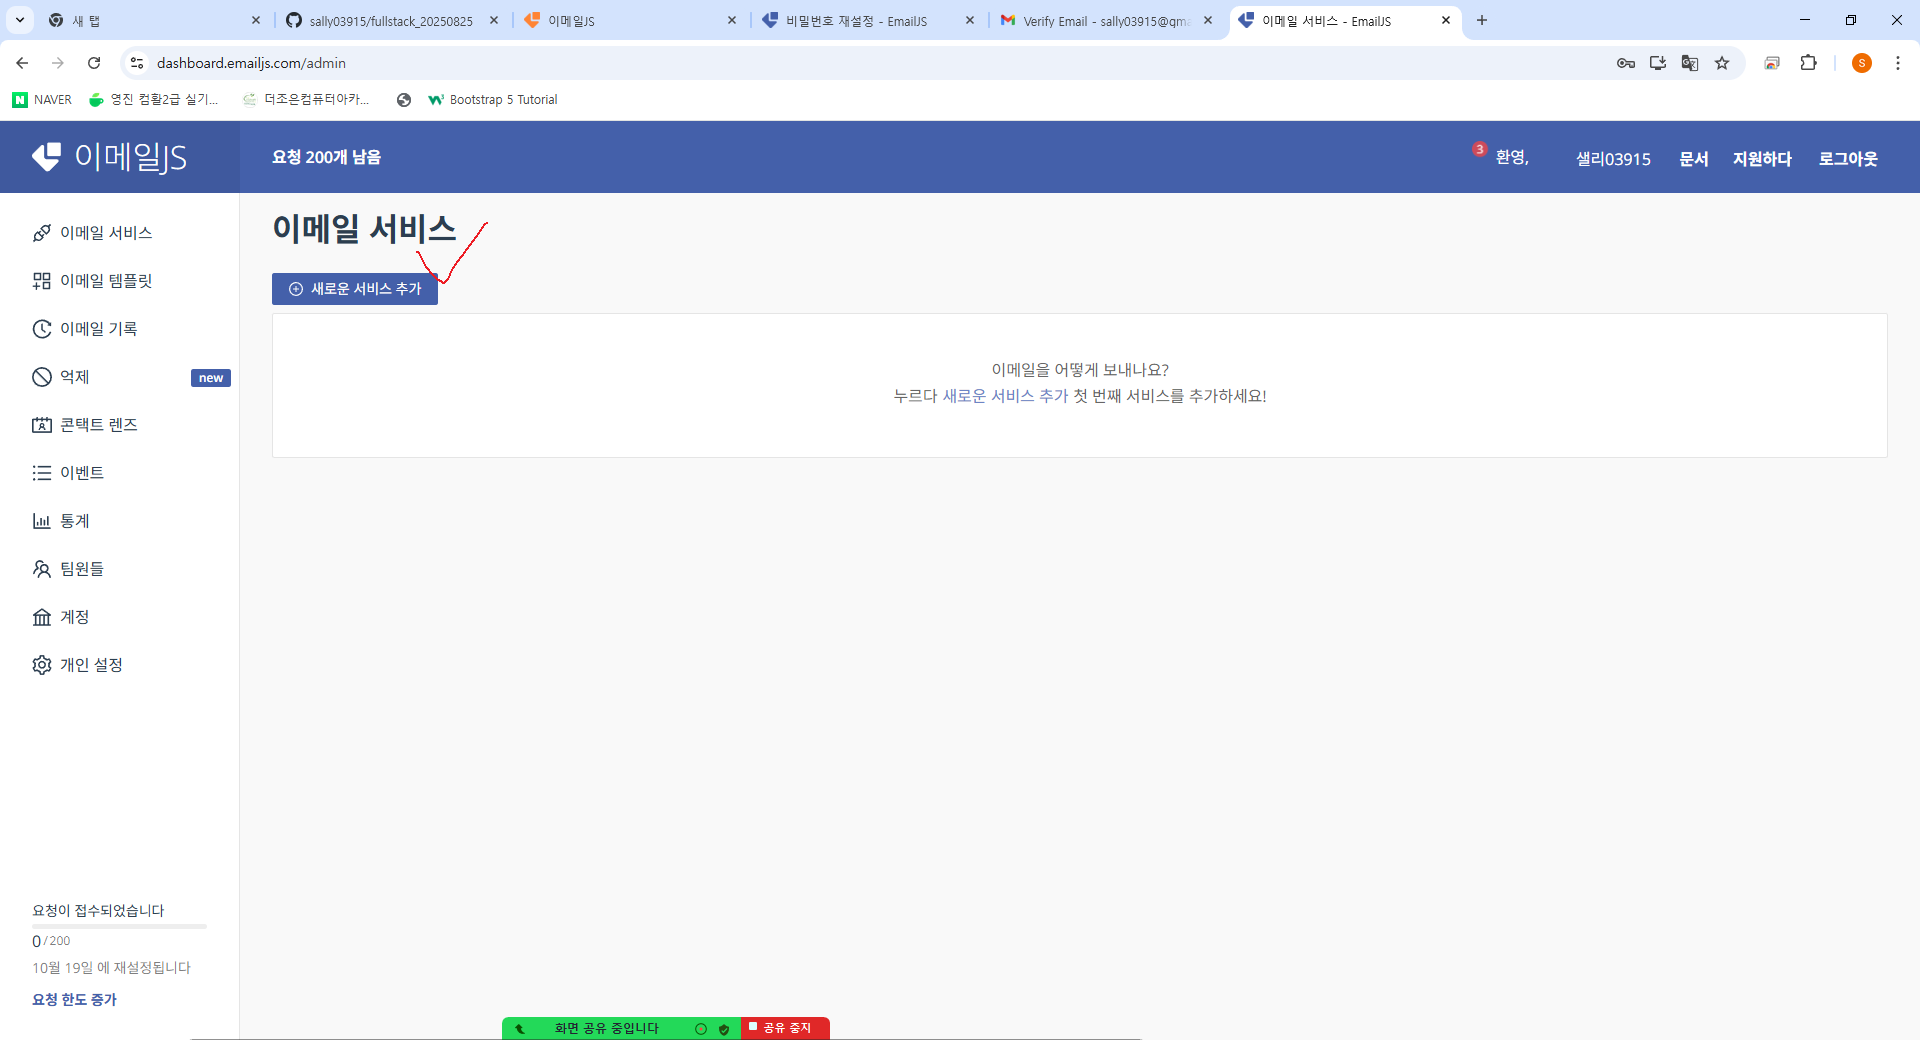 새 탭
sally03915/fullstack_20250825
이메일JS
비밀번호 재설정 - EmailJS
Verify Email - sally03915@gma
이메일 서비스 - EmailJS
dashboard.emailjs.com/admin
S
NAVER
영진 컴활2급 실기...
더조은컴퓨터아카...
Bootstrap 5 Tutorial
이메일JS
요청 200개 남음
3
환영,
샐리03915
문서
지원하다
로그아웃
이메일 서비스
이메일 템플릿
이메일 기록
억제
new
콘택트 렌즈
이벤트
통계
팀원들
계정
개인 설정
이메일 서비스
새로운 서비스 추가
이메일을 어떻게 보내나요?
누르다 새로운 서비스 추가 첫 번째 서비스를 추가하세요!
요청이 접수되었습니다
0/200
10월 19일 에 재설정됩니다
요청 한도 증가
화면 공유 중입니다
공유 중지